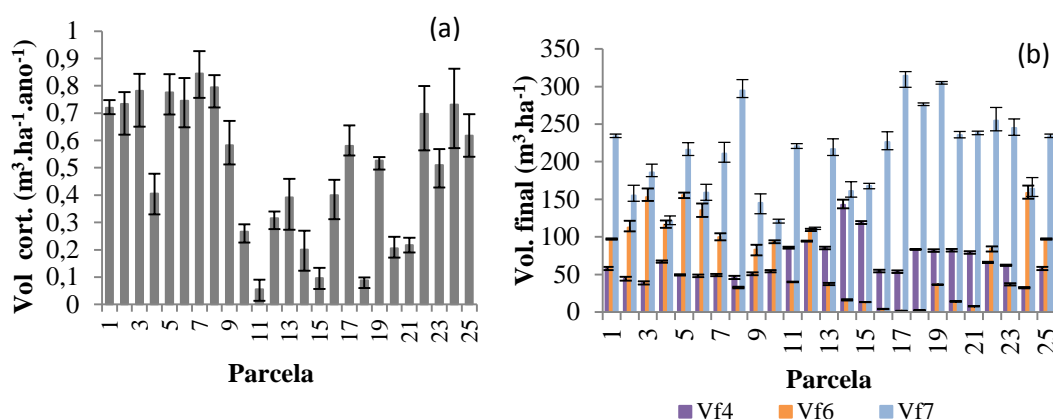 (a)
Vol cort. (m³.ha⁻¹.ano⁻¹)
1
0,9
0,8
0,7
0,6
0,5
0,4
0,3
0,2
0,1
0
1 3 5 7 9 11 13 15 17 19 21 23 25
Parcela
(b)
Vol. final (m³.ha⁻¹)
350
300
250
200
150
100
50
0
1 3 5 7 9 11 13 15 17 19 21 23 25
Parcela
Vf4 Vf6 Vf7